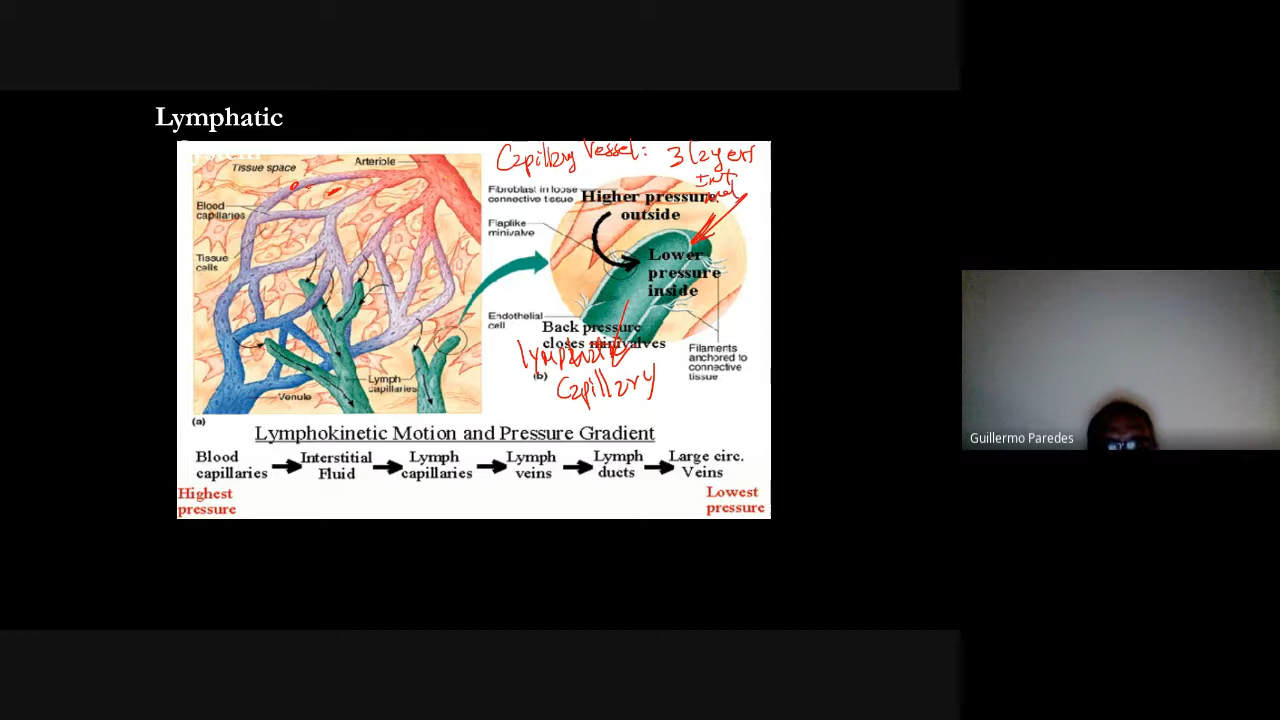 Lymphatic
Capillary Vessel: 3 layers
Tissue space
Arteriole
Blood
capillaries
Tissue
cells
Lymph
capillaries
Venule
(a)
Fibroblast in loose
connective tissue
Higher pressure
outside
Flaplike
minivalve
Lower
pressure
inside
Endothelial
cell
Back pressure
closes minivalves
Filaments
anchored to
connective
tissue
lymphatic
capillary
(b)
Lymphokinetic Motion and Pressure Gradient
Blood
capillaries
Interstitial
Fluid
Lymph
capillaries
Lymph
veins
Lymph
ducts
Large circ.
Veins
Highest
pressure
Lowest
pressure
Guillermo Paredes